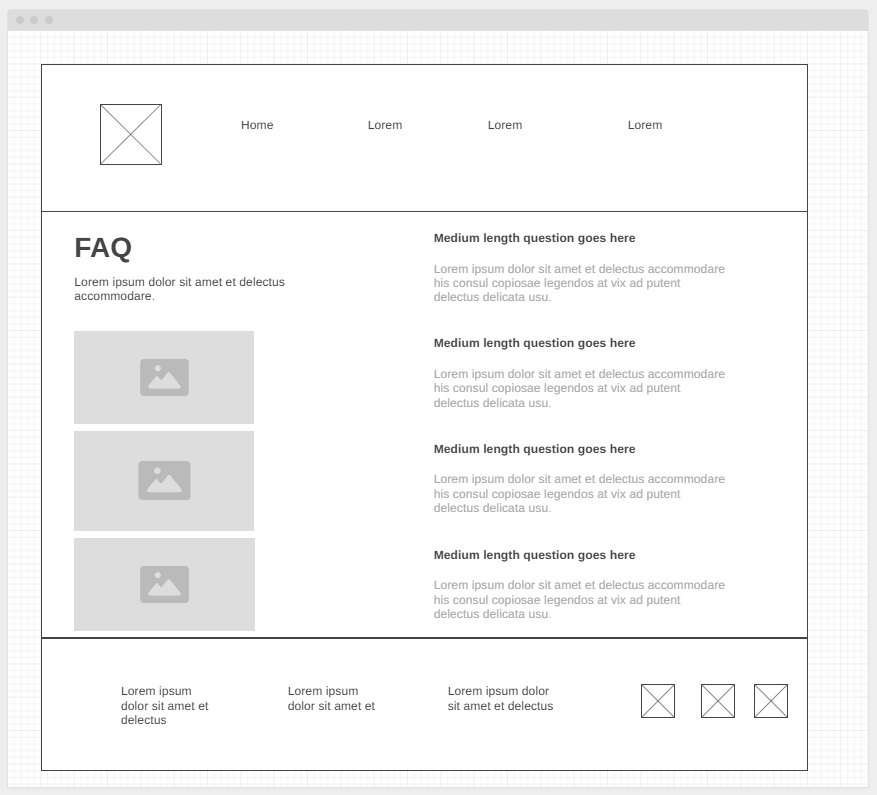 Home
Lorem
Lorem
Lorem
FAQ
Lorem ipsum dolor sit amet et delectus
accommodare.
Medium length question goes here
Lorem ipsum dolor sit amet et delectus accommodare
his consul copiosae legendos at vix ad putent
delectus delicata usu.
Medium length question goes here
Lorem ipsum dolor sit amet et delectus accommodare
his consul copiosae legendos at vix ad putent
delectus delicata usu.
Medium length question goes here
Lorem ipsum dolor sit amet et delectus accommodare
his consul copiosae legendos at vix ad putent
delectus delicata usu.
Medium length question goes here
Lorem ipsum dolor sit amet et delectus accommodare
his consul copiosae legendos at vix ad putent
delectus delicata usu.
Lorem ipsum
dolor sit amet et
delectus
Lorem ipsum
dolor sit amet et
Lorem ipsum dolor
sit amet et delectus